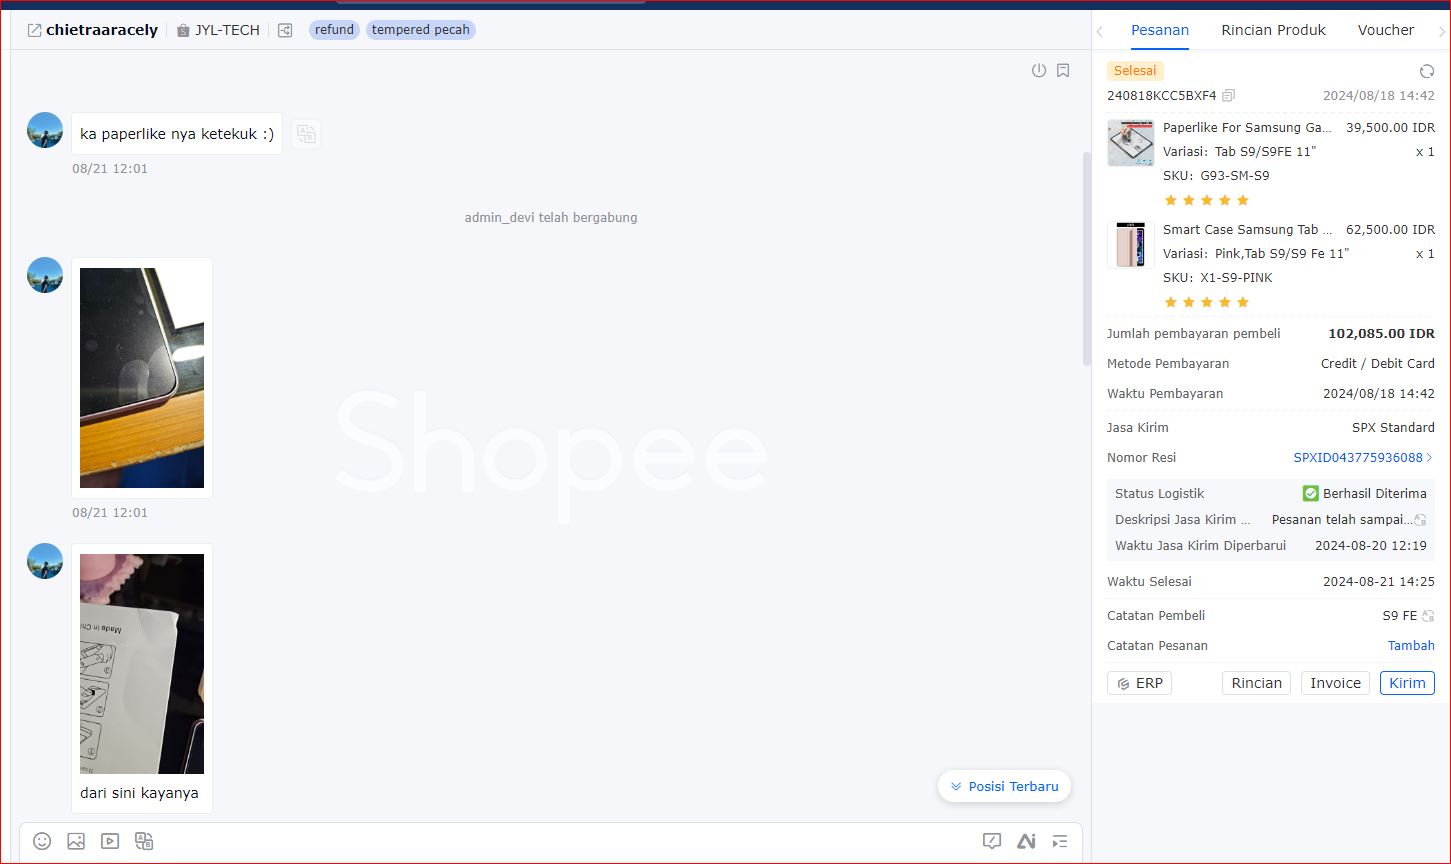 chietraaracely
JYL-TECH
refund
tempered pecah
ka paperlike nya ketekuk :)
08/21 12:01
admin_devi telah bergabung
08/21 12:01
Made in Chi
dari sini kayanya
Shopee
Posisi Terbaru
Pesanan
Rincian Produk
Voucher
Selesai
240818KCC5BXF4
2024/08/18 14:42
Paperlike For Samsung Ga... 39,500.00 IDR
Variasi: Tab S9/S9FE 11" x 1
SKU: G93-SM-S9
Smart Case Samsung Tab ... 62,500.00 IDR
Variasi: Pink,Tab S9/S9 Fe 11" x 1
SKU: X1-S9-PINK
Jumlah pembayaran pembeli 102,085.00 IDR
Metode Pembayaran Credit / Debit Card
Waktu Pembayaran 2024/08/18 14:42
Jasa Kirim SPX Standard
Nomor Resi SPXID043775936088
Status Logistik Berhasil Diterima
Deskripsi Jasa Kirim ... Pesanan telah sampai...
Waktu Jasa Kirim Diperbarui 2024-08-20 12:19
Waktu Selesai 2024-08-21 14:25
Catatan Pembeli S9 FE
Catatan Pesanan Tambah
ERP
Rincian
Invoice
Kirim